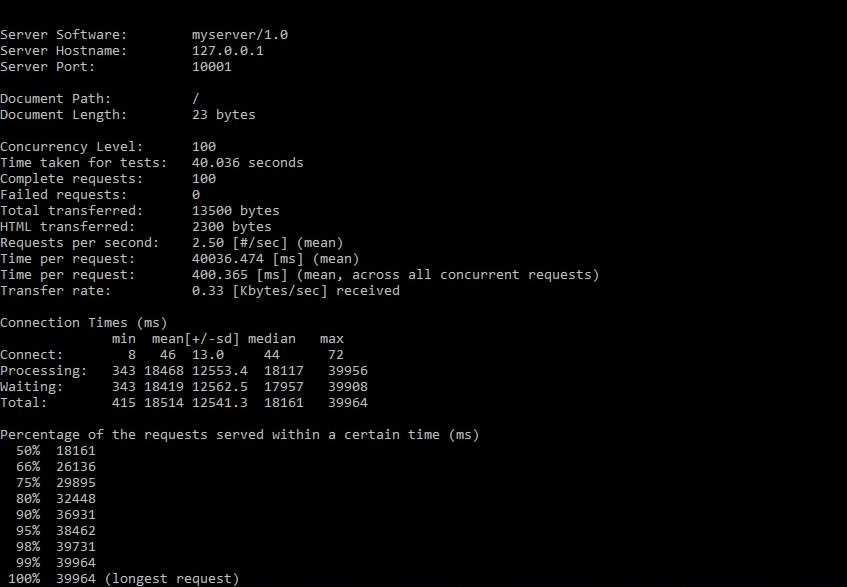 Server Software:        myserver/1.0
Server Hostname:        127.0.0.1
Server Port:            10001
Document Path:          /
Document Length:        23 bytes
Concurrency Level:      100
Time taken for tests:   40.036 seconds
Complete requests:      100
Failed requests:        0
Total transferred:      13500 bytes
HTML transferred:       2300 bytes
Requests per second:    2.50 [#/sec] (mean)
Time per request:       40036.474 [ms] (mean)
Time per request:       400.365 [ms] (mean, across all concurrent requests)
Transfer rate:          0.33 [Kbytes/sec] received
Connection Times (ms)
              min  mean[+/-sd] median   max
Connect:        8   46  13.0     44      72
Processing:   343 18468 12553.4  18117   39956
Waiting:      343 18419 12562.5  17957   39908
Total:        415 18514 12541.3  18161   39964
Percentage of the requests served within a certain time (ms)
  50%  18161
  66%  26136
  75%  29895
  80%  32448
  90%  36931
  95%  38462
  98%  39731
  99%  39964
 100%  39964 (longest request)